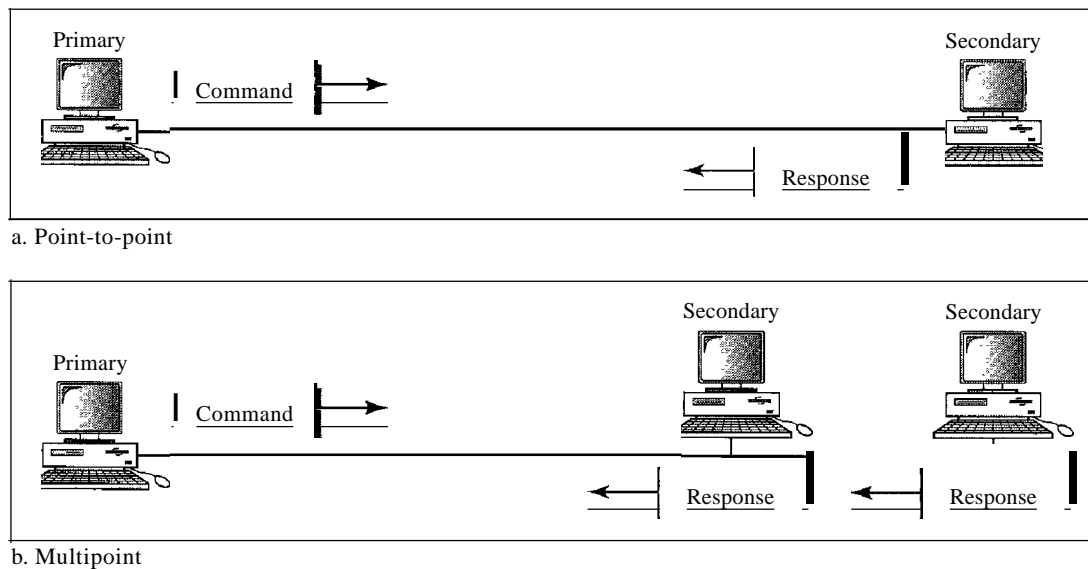 Primary
Secondary
Command
Response
a. Point-to-point
Secondary
Secondary
Primary
Command
Response
Response
b. Multipoint